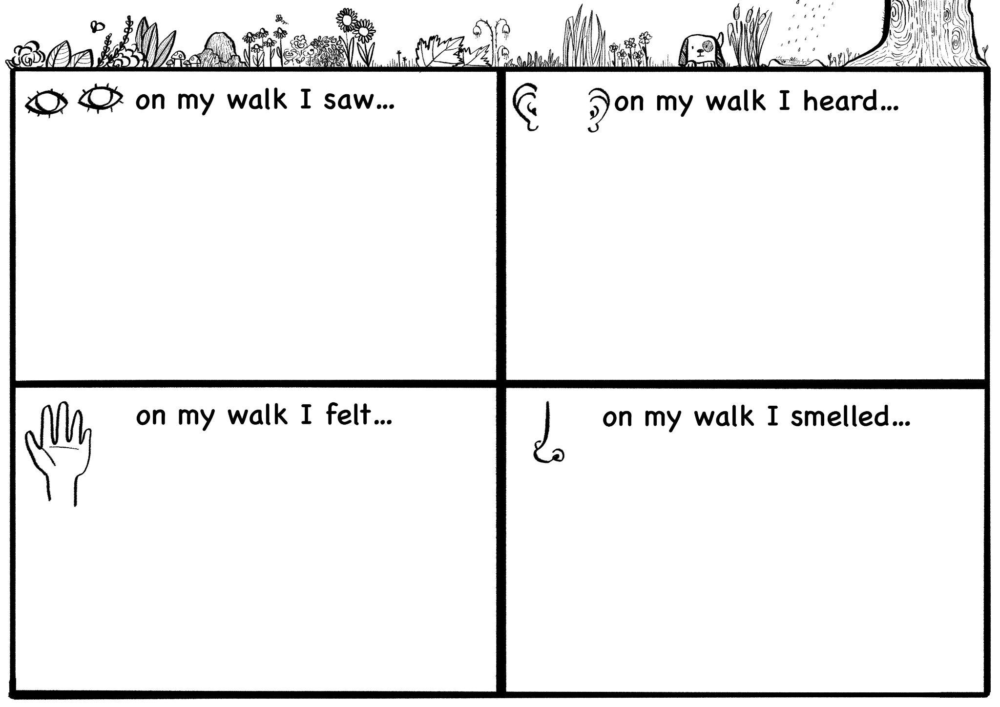 on my walk I saw...
on my walk I heard...
on my walk I felt...
on my walk I smelled...